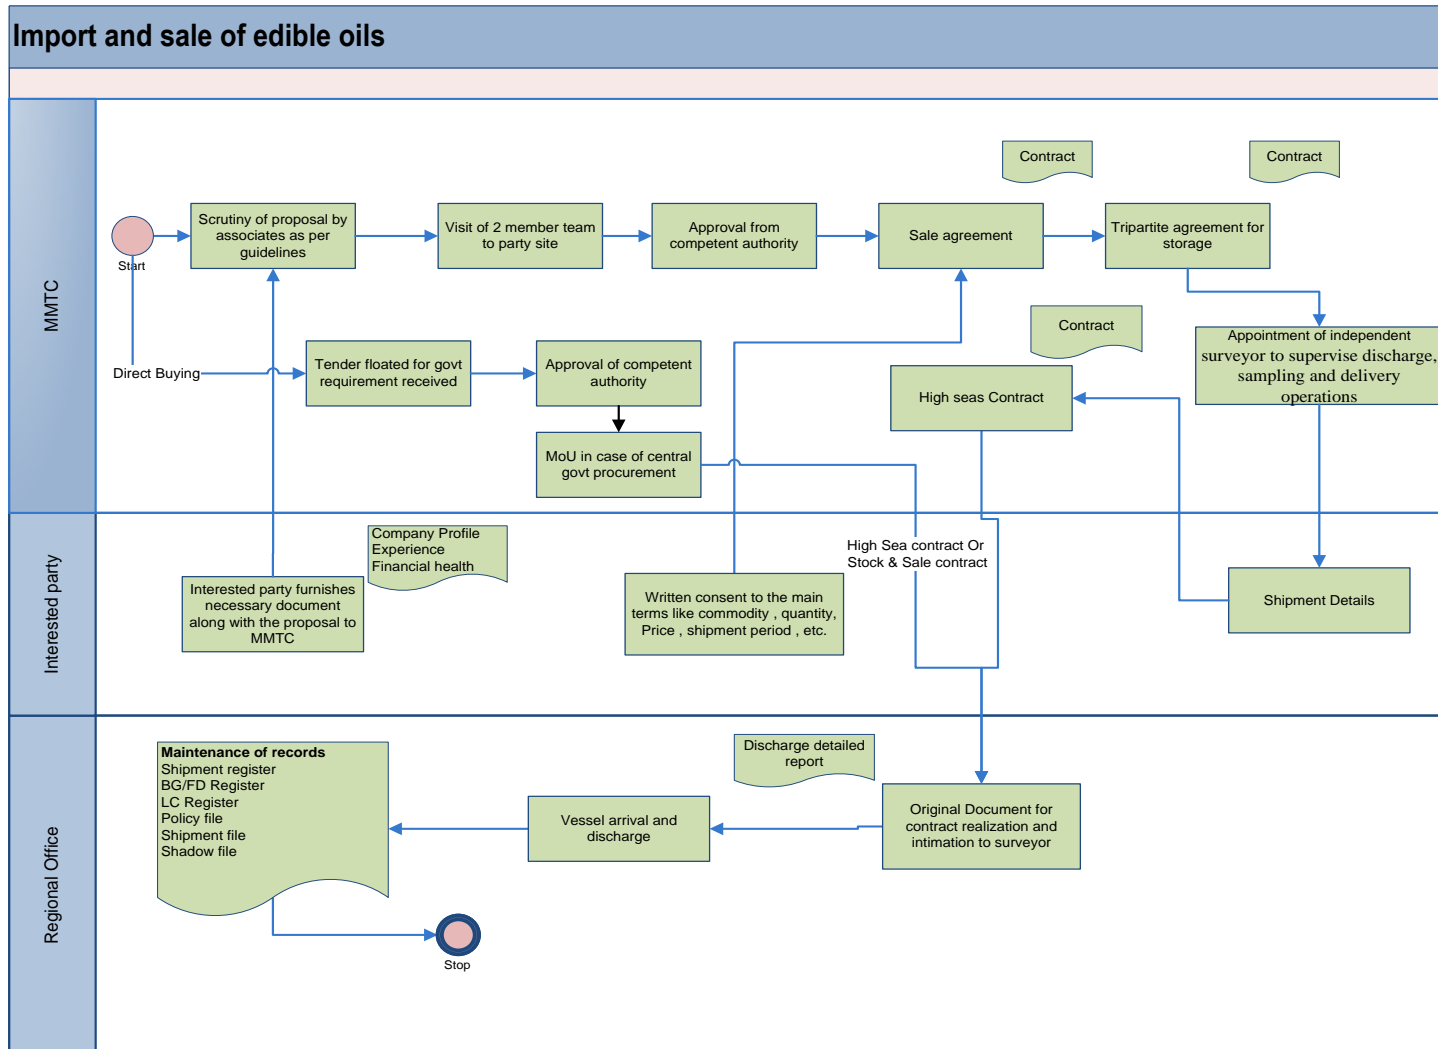 Import and sale of edible oils
MMTC
Contract
Contract
Start
Scrutiny of proposal by
associates as per
guidelines
Visit of 2 member team
to party site
Approval from
competent authority
Sale agreement
Tripartite agreement for
storage
Contract
Direct Buying
Tender floated for govt
requirement received
Approval of competent
authority
High seas Contract
Appointment of independent
surveyor to supervise discharge,
sampling and delivery
operations
MoU in case of central
govt procurement
Interested party
Company Profile
Experience
Financial health
High Sea contract Or
Stock & Sale contract
Interested party furnishes
necessary document
along with the proposal to
MMTC
Written consent to the main
terms like commodity , quantity,
Price , shipment period , etc.
Shipment Details
Regional Office
Maintenance of records
Shipment register
BG/FD Register
LC Register
Policy file
Shipment file
Shadow file
Discharge detailed
report
Vessel arrival and
discharge
Original Document for
contract realization and
intimation to surveyor
Stop